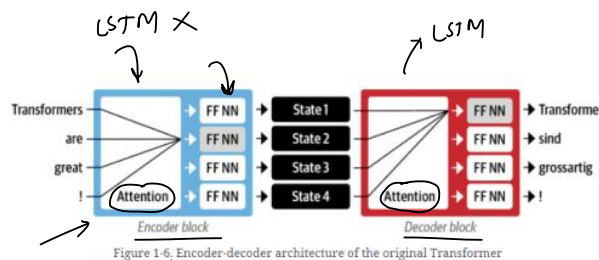 LSTM X
LSTM
Transformers
FF NN
State 1
FF NN
Transforme
are
FF NN
State 2
FF NN
sind
great
FF NN
State 3
FF NN
grossartig
!
Attention
FF NN
State 4
Attention
FF NN
!
Encoder block
Decoder block
Figure 1-6. Encoder-decoder architecture of the original Transformer